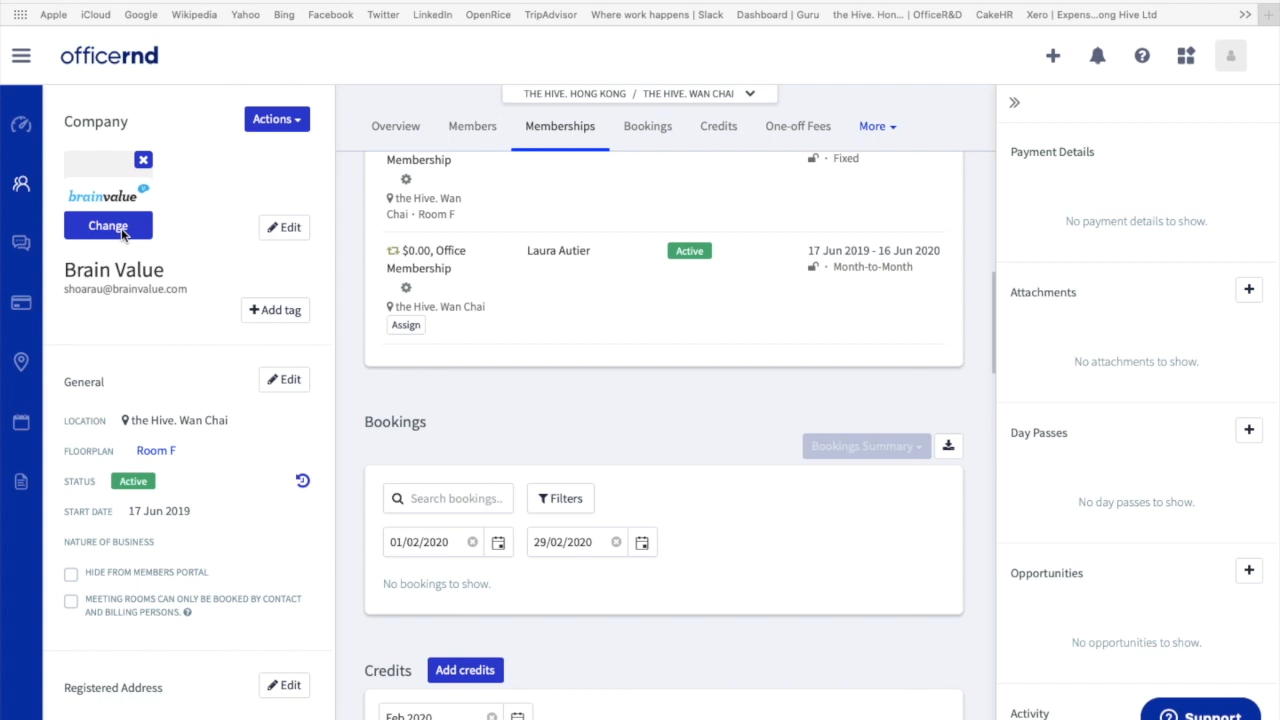 Apple iCloud Google Wikipedia Yahoo Bing Facebook Twitter LinkedIn OpenRice TripAdvisor Where work happens | Slack Dashboard | Guru the Hive. Hon... | OfficeR&D CakeHR Xero | Expens...ong Hive Ltd
officernd
THE HIVE. HONG KONG / THE HIVE. WAN CHAI
Company
Actions
brainvalue
Change
Edit
Brain Value
shoarau@brainvalue.com
+ Add tag
General
Edit
LOCATION the Hive. Wan Chai
FLOORPLAN Room F
STATUS Active
START DATE 17 Jun 2019
NATURE OF BUSINESS
HIDE FROM MEMBERS PORTAL
MEETING ROOMS CAN ONLY BE BOOKED BY CONTACT
AND BILLING PERSONS.
Registered Address
Edit
Overview Members Memberships Bookings Credits One-off Fees More
Membership
· Fixed
the Hive. Wan
Chai · Room F
$0.00, Office Laura Autier Active 17 Jun 2019 - 16 Jun 2020
Membership · Month-to-Month
the Hive. Wan Chai
Assign
Bookings
Bookings Summary
Search bookings..
Filters
01/02/2020 29/02/2020
No bookings to show.
Credits
Add credits
Feb 2020
Payment Details
No payment details to show.
Attachments
No attachments to show.
Day Passes
No day passes to show.
Opportunities
No opportunities to show.
Activity
Support